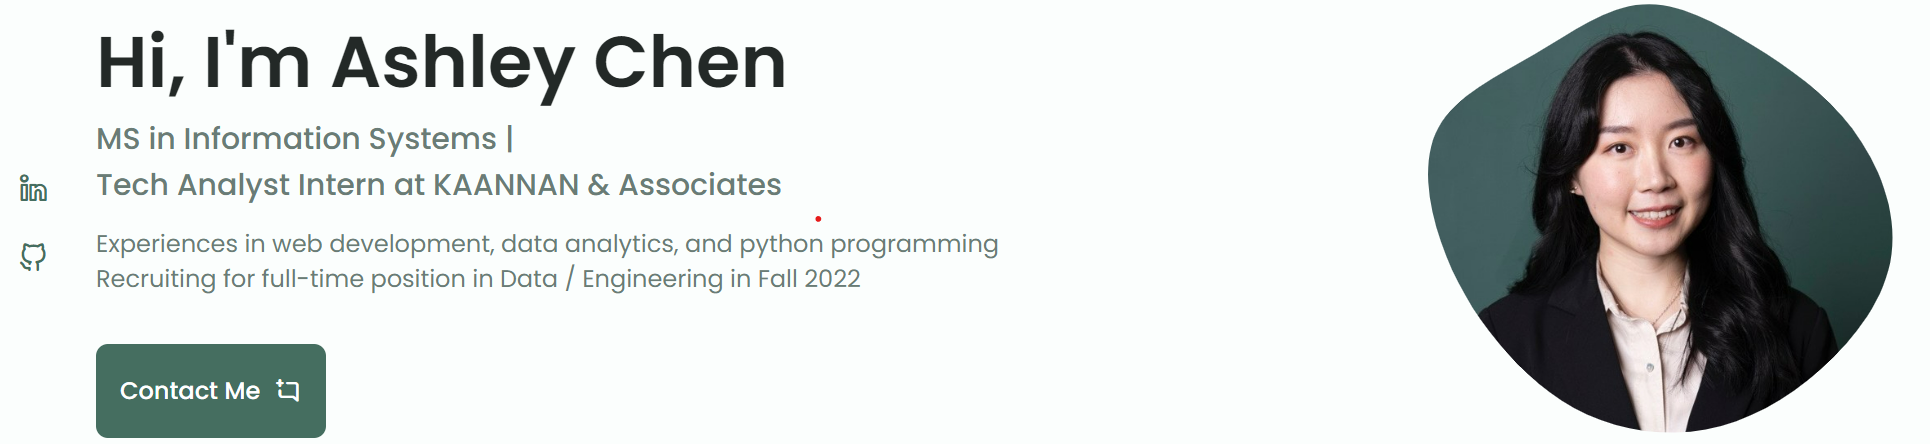 Hi, I'm Ashley Chen
MS in Information Systems |
Tech Analyst Intern at KAANNAN & Associates
Experiences in web development, data analytics, and python programming
Recruiting for full-time position in Data / Engineering in Fall 2022
Contact Me